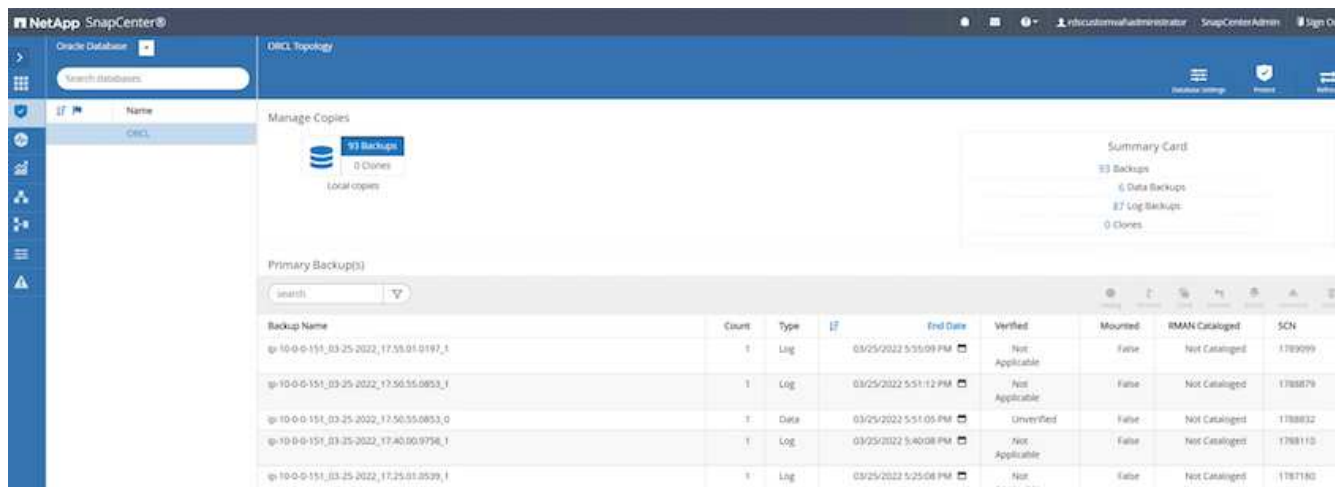 NetApp SnapCenter®
rdscustomvalhadministrator SnapCenterAdmin Sign O
Oracle Database
ORCL Topology
Search databases
Database Settings Protect
Name
ORCL
Manage Copies
93 Backups
0 Clones
Local copies
Summary Card
93 Backups
6 Data Backups
87 Log Backups
0 Clones
Primary Backup(s)
search
Backup Name Count Type End Date Verified Mounted RMAN Cataloged SCN
ip-10-0-0-151_03-25-2022_17.55.01.0197_1 1 Log 03/25/2022 5:55:09 PM Not Applicable False Not Cataloged 1789099
ip-10-0-0-151_03-25-2022_17.50.55.0853_1 1 Log 03/25/2022 5:51:12 PM Not Applicable False Not Cataloged 1788879
ip-10-0-0-151_03-25-2022_17.50.55.0853_0 1 Data 03/25/2022 5:51:05 PM Unverified False Not Cataloged 1788832
ip-10-0-0-151_03-25-2022_17.40.00.9758_1 1 Log 03/25/2022 5:40:08 PM Not Applicable False Not Cataloged 1788110
ip-10-0-0-151_03-25-2022_17.25.01.0539_1 1 Log 03/25/2022 5:25:08 PM Not False Not Cataloged 1787180